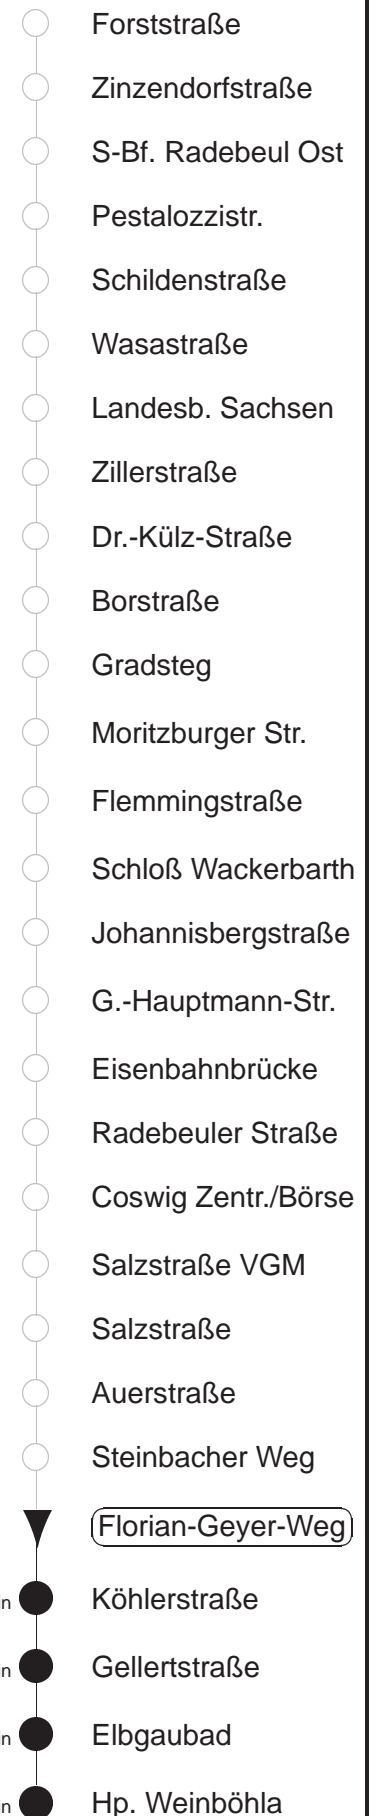 Forststraße
Zinzendorfstraße
S-Bf. Radebeul Ost
Pestalozzistr.
Schildenstraße
Wasastraße
Landesb. Sachsen
Zillerstraße
Dr.-Külz-Straße
Borstraße
Gradsteg
Moritzburger Str.
Flemmingstraße
Schloß Wackerbarth
Johannisbergstraße
G.-Hauptmann-Str.
Eisenbahnbrücke
Radebeuler Straße
Coswig Zentr./Börse
Salzstraße VGM
Salzstraße
Auerstraße
Steinbacher Weg
Florian-Geyer-Weg
Köhlerstraße
Gellertstraße
Elbgaubad
Hp. Weinböhla